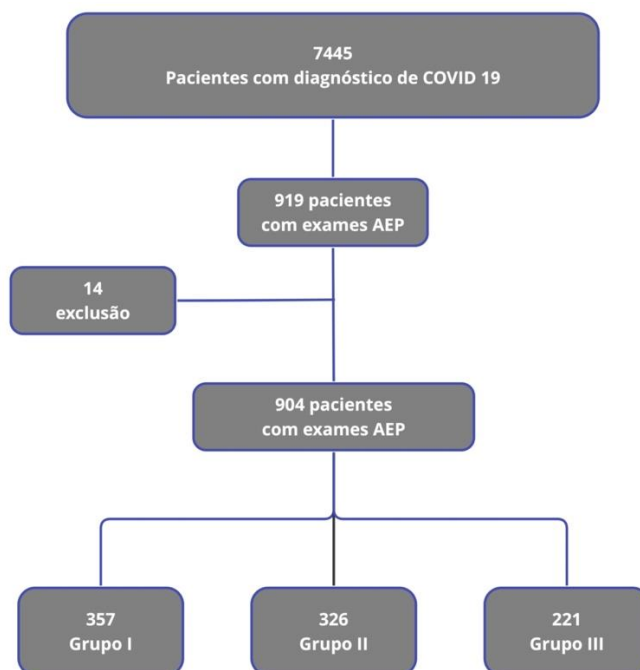 7445
Pacientes com diagnóstico de COVID 19
919 pacientes
com exames AEP
14
exclusão
904 pacientes
com exames AEP
357
Grupo I
326
Grupo II
221
Grupo III